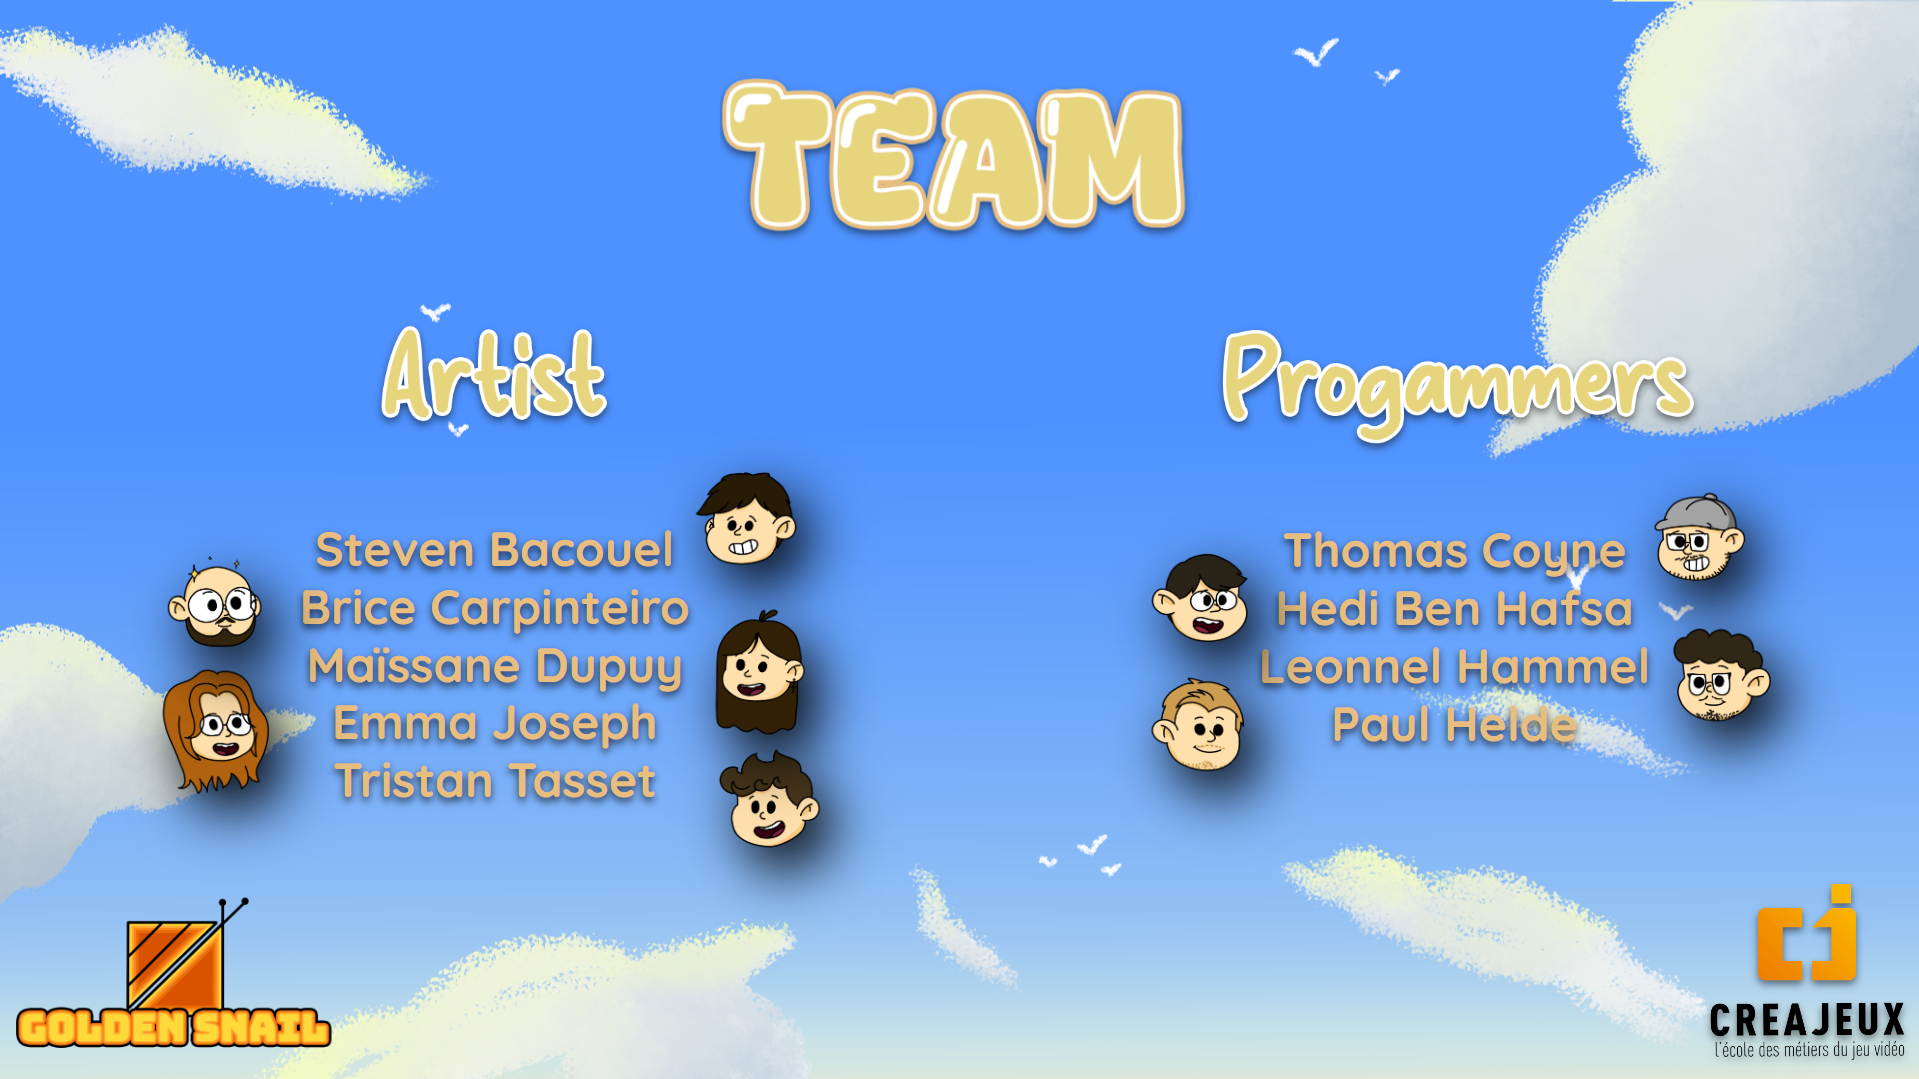 TEAM
Artist
Steven Bacouel
Brice Carpinteiro
Maïssane Dupuy
Emma Joseph
Tristan Tasset
Progammers
Thomas Coyne
Hedi Ben Hafsa
Leonnel Hammel
Paul Helde
GOLDEN SNAIL
CREAJEUX
l'école des métiers du jeu vidéo